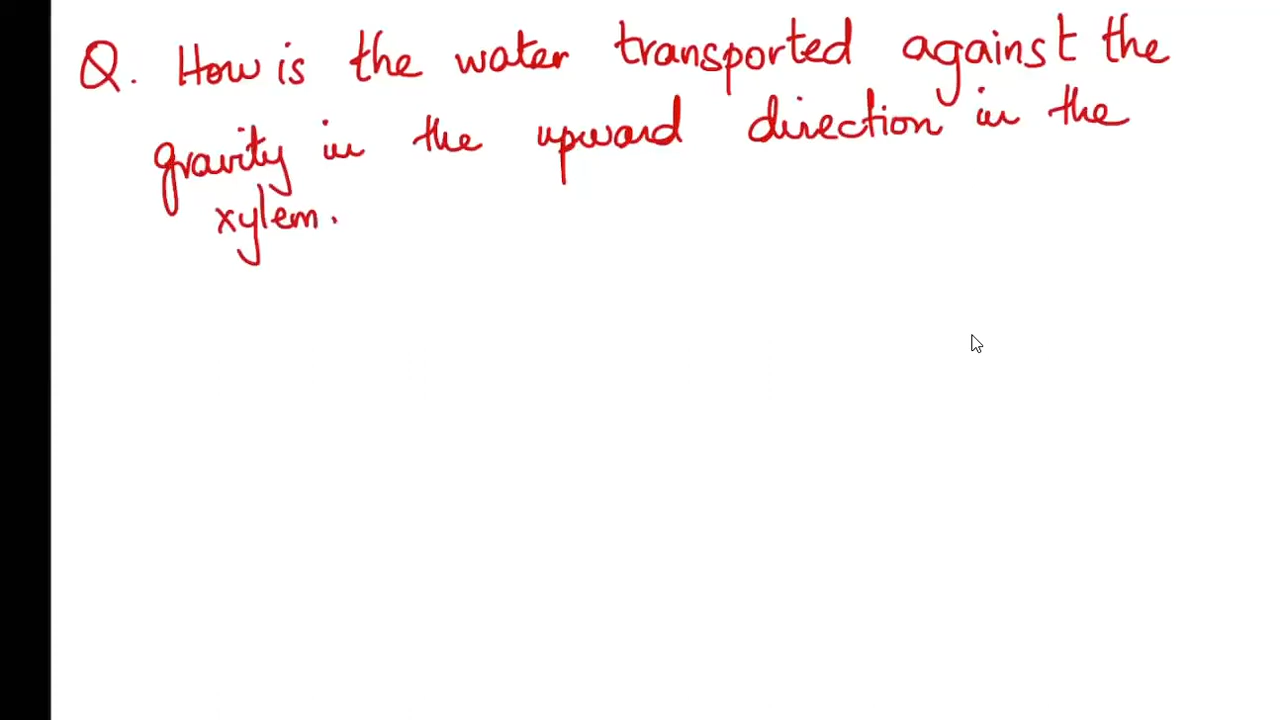 Q. How is the water transported against the
gravity in the upward direction in the
xylem.